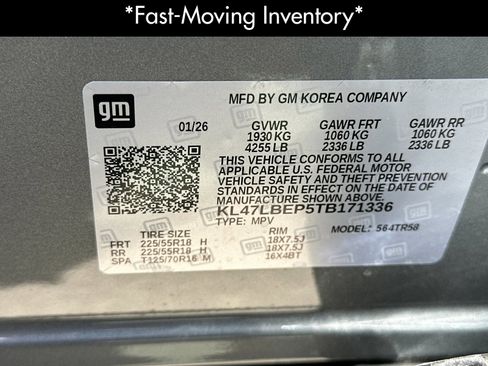 *Fast-Moving Inventory*
gm
MFD BY GM KOREA COMPANY
01/26 GVWR GAWR FRT GAWR RR
1930 KG 1060 KG 1060 KG
4255 LB 2336 LB 2336 LB
THIS VEHICLE CONFORMS TO ALL
APPLICABLE U.S. FEDERAL MOTOR
VEHICLE SAFETY STANDARDS
STANDARDS IN EFFECT ON THE DATE OF
MANUFACTURE SHOWN ABOVE.
KL47LBEP5TB171336
TYPE: MPV MODEL: 564TR58
TIRE SIZE RIM
FRT 225/55R18 H 18X7.5J
RR 225/55R18 H 18X7.5J
SPA T125/70R16 M 16X4BT